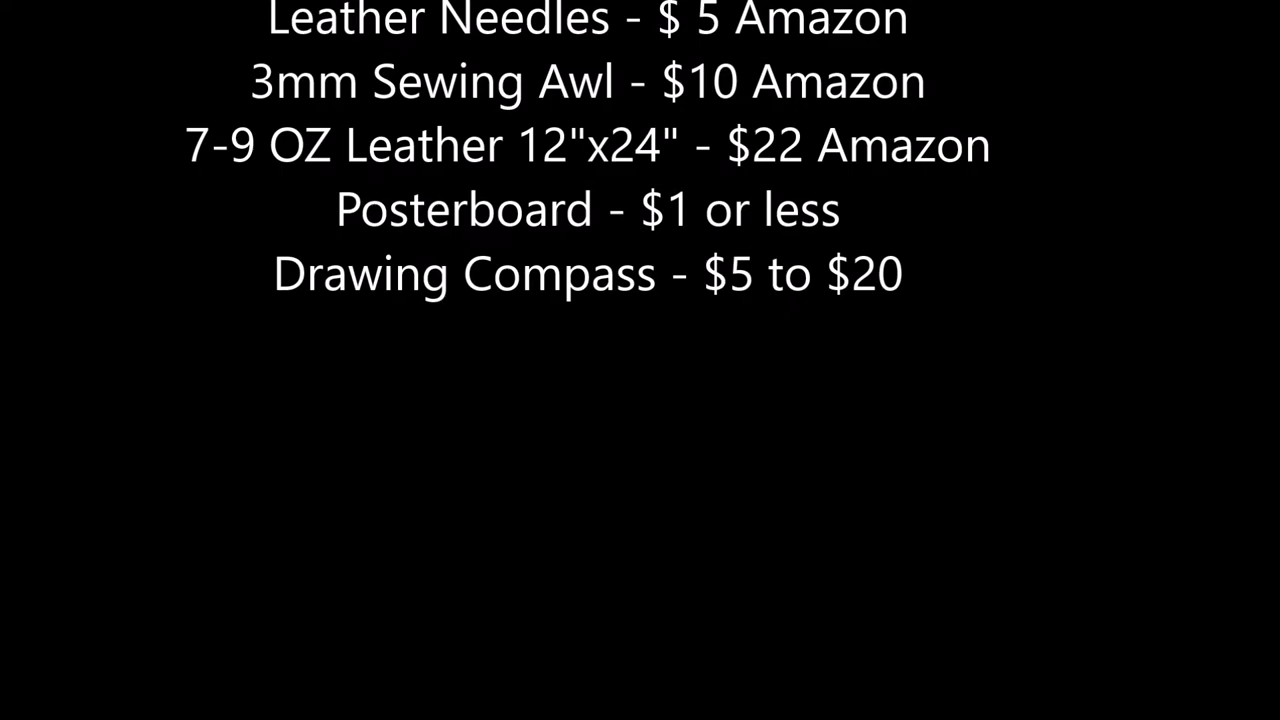 Leather Needles - $ 5 Amazon
3mm Sewing Awl - $10 Amazon
7-9 OZ Leather 12"x24" - $22 Amazon
Posterboard - $1 or less
Drawing Compass - $5 to $20